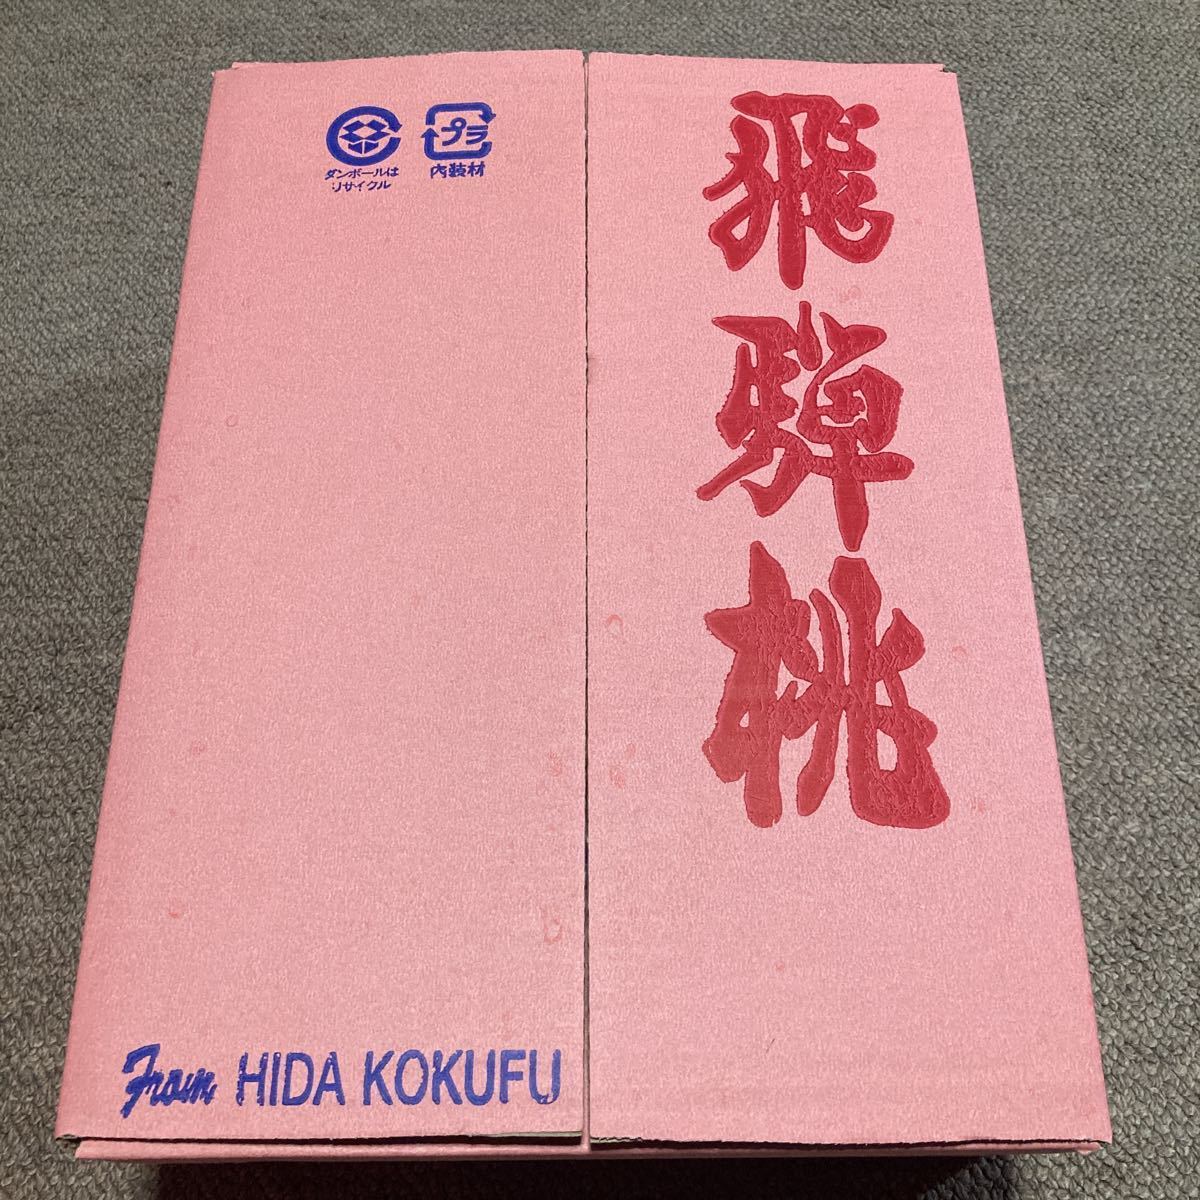 飛騨桃
ダンボールは
リサイクル
プラ
内装材
From HIDA KOKUFU